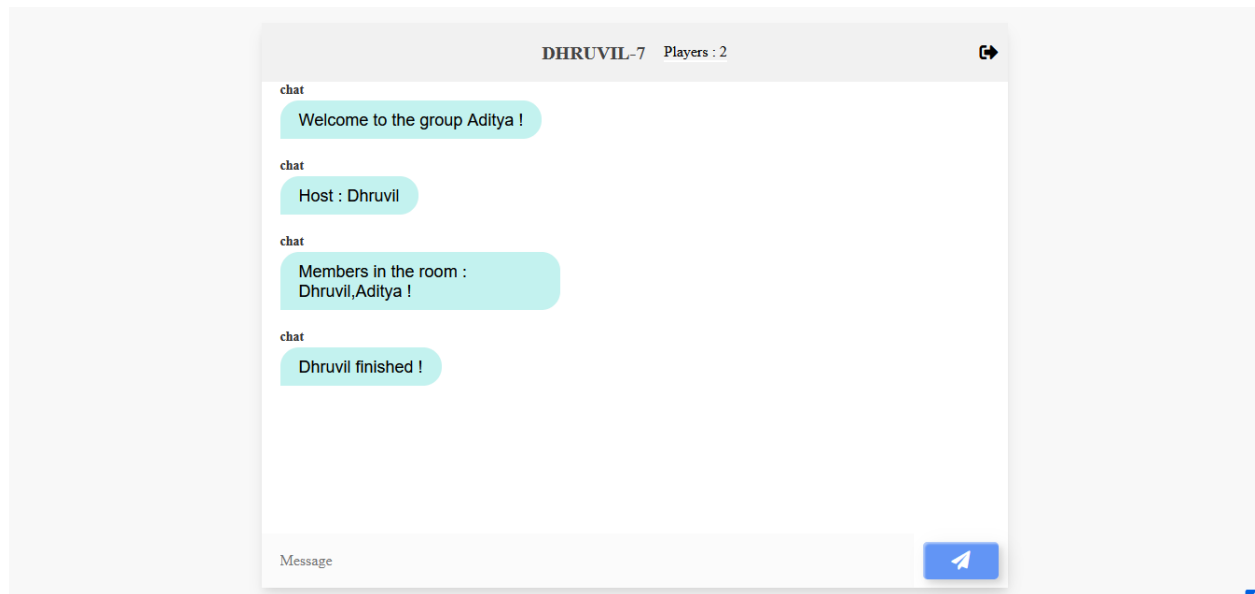 DHRUVIL-7 Players : 2
chat
Welcome to the group Aditya !
chat
Host : Dhruvil
chat
Members in the room :
Dhruvil,Aditya !
chat
Dhruvil finished !
Message